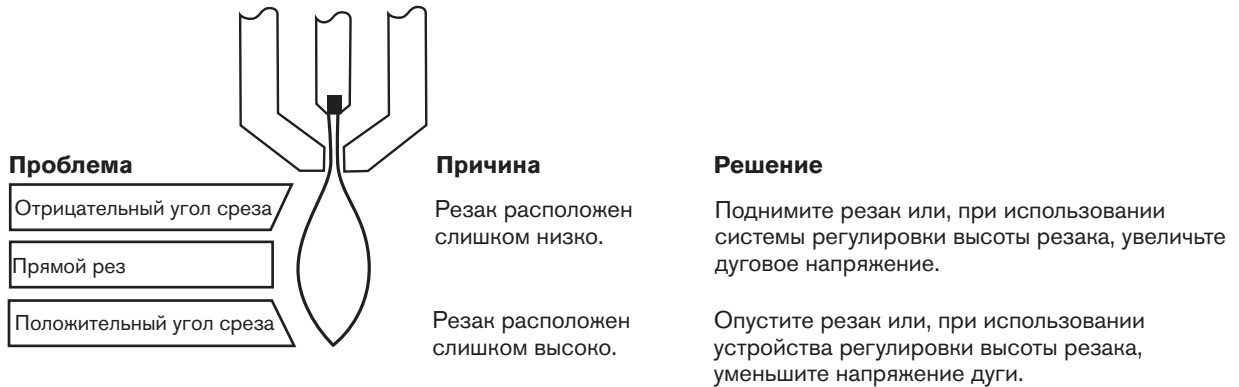 Проблема
Причина
Решение
Отрицательный угол среза
Резак расположен
слишком низко.
Поднимите резак или, при использовании
системы регулировки высоты резака, увеличьте
дуговое напряжение.
Прямой рез
Положительный угол среза
Резак расположен
слишком высоко.
Опустите резак или, при использовании
устройства регулировки высоты резака,
уменьшите напряжение дуги.